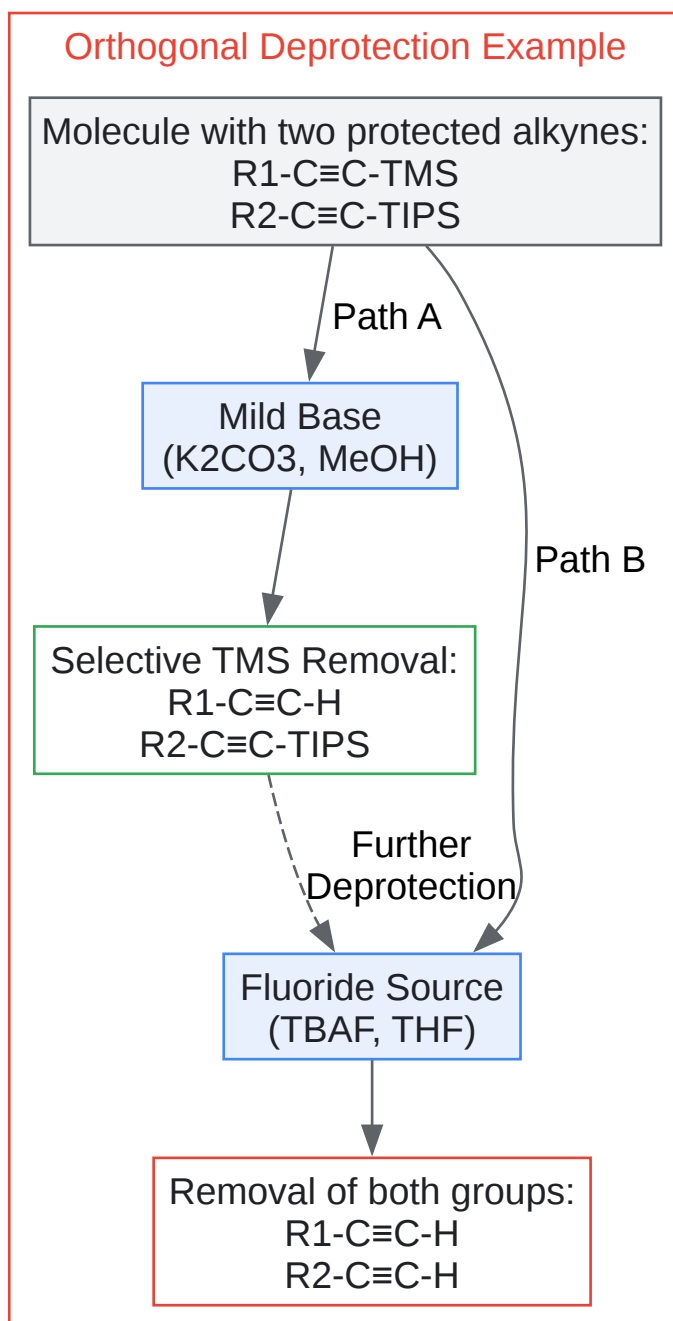 Orthogonal Deprotection Example
Molecule with two protected alkynes:
R1-C≡C-TMS
R2-C≡C-TIPS
Path A
Mild Base
(K2CO3, MeOH)
Path B
Selective TMS Removal:
R1-C≡C-H
R2-C≡C-TIPS
Further
Deprotection
Fluoride Source
(TBAF, THF)
Removal of both groups:
R1-C≡C-H
R2-C≡C-H